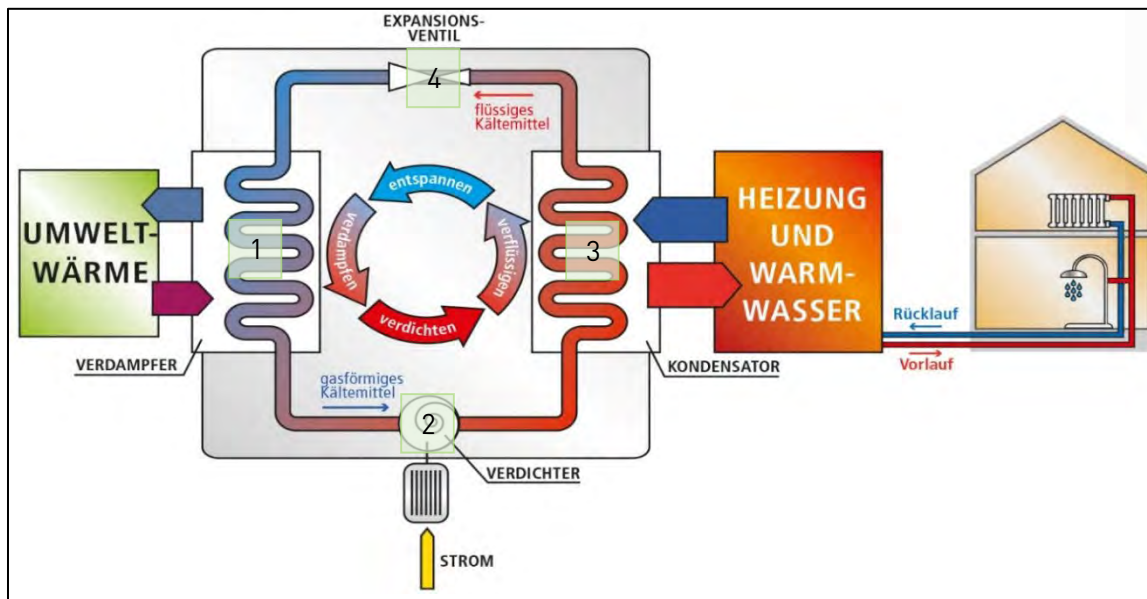 EXPANSIONS-
VENTIL
4
flüssiges
Kältemittel
entspannen
verdampfen
verflüssigen
verdichten
UMWELT-
WÄRME
1
3
HEIZUNG
UND
WARM-
WASSER
Rücklauf
Vorlauf
VERDAMPFER
KONDENSATOR
gasförmiges
Kältemittel
2
VERDICHTER
STROM